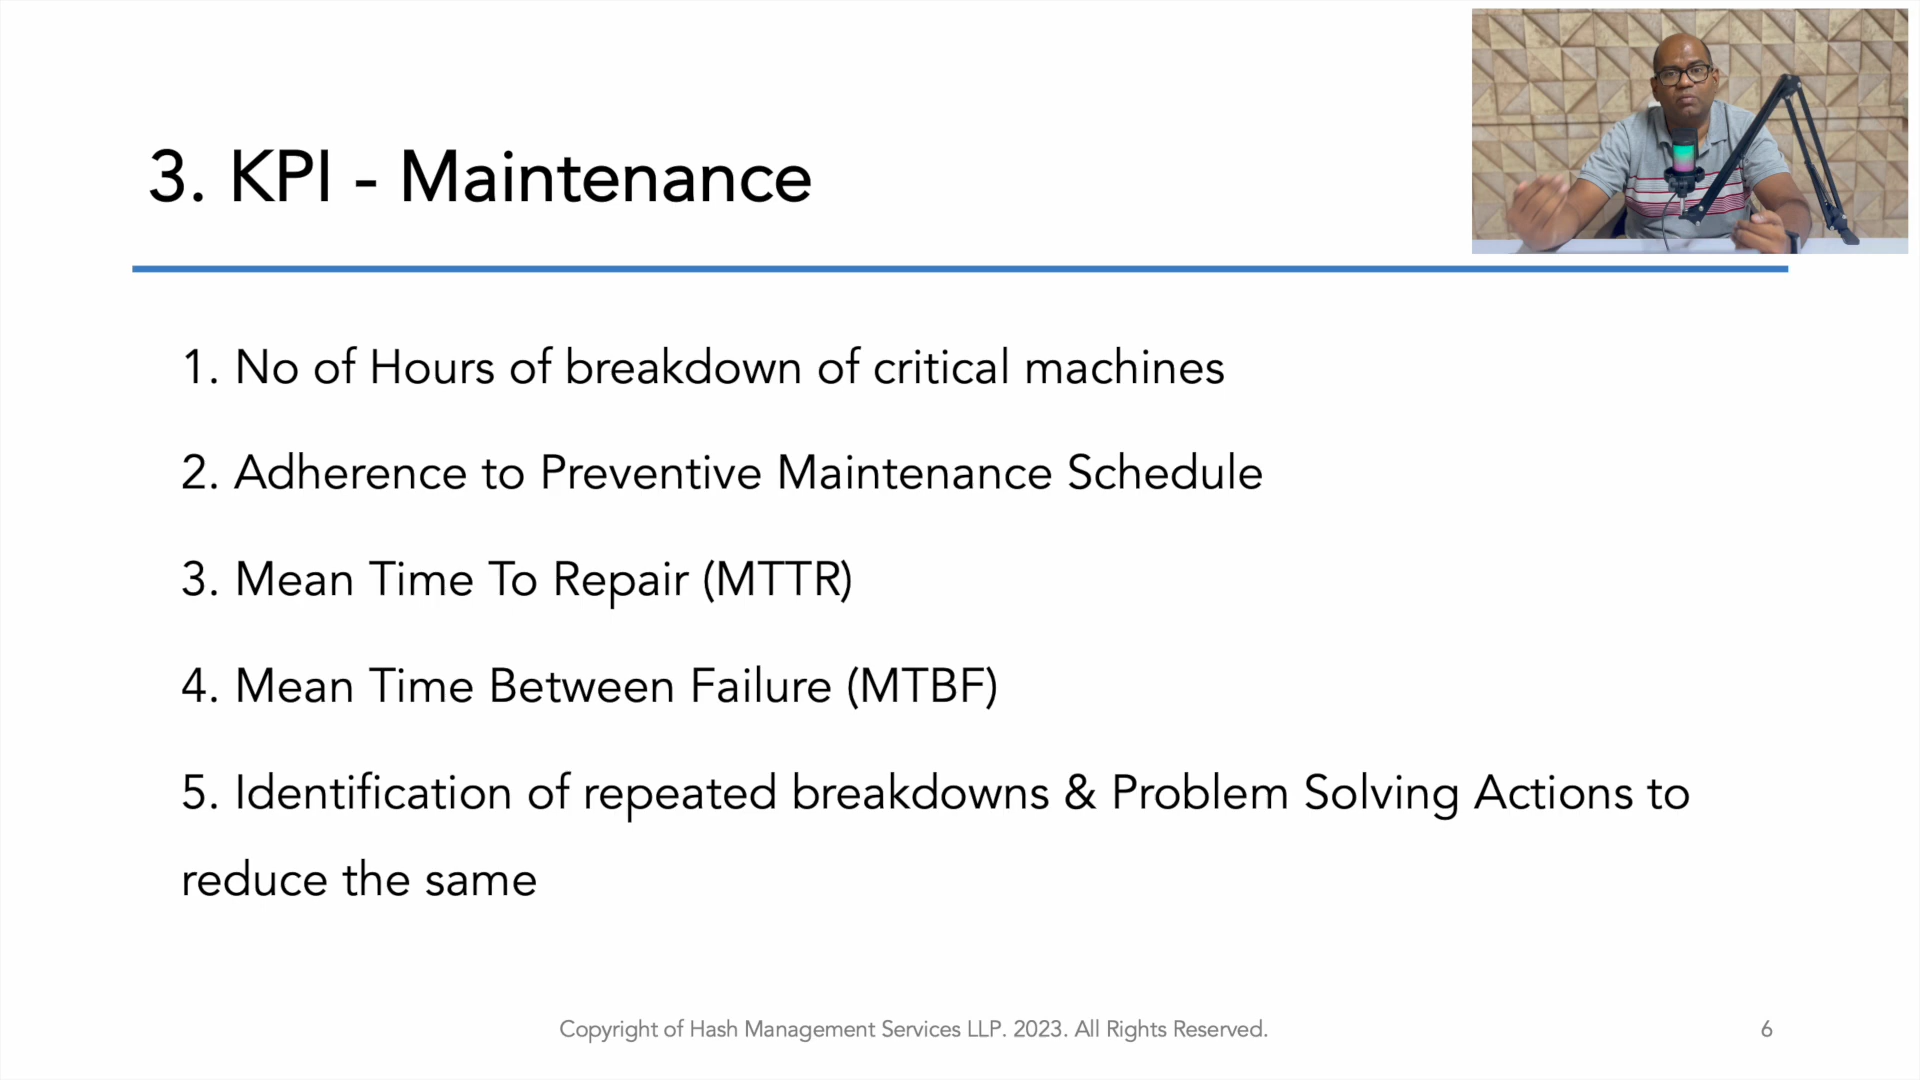 3. KPI - Maintenance
1. No of Hours of breakdown of critical machines
2. Adherence to Preventive Maintenance Schedule
3. Mean Time To Repair (MTTR)
4. Mean Time Between Failure (MTBF)
5. Identification of repeated breakdowns & Problem Solving Actions to
reduce the same
Copyright of Hash Management Services LLP. 2023. All Rights Reserved.
6